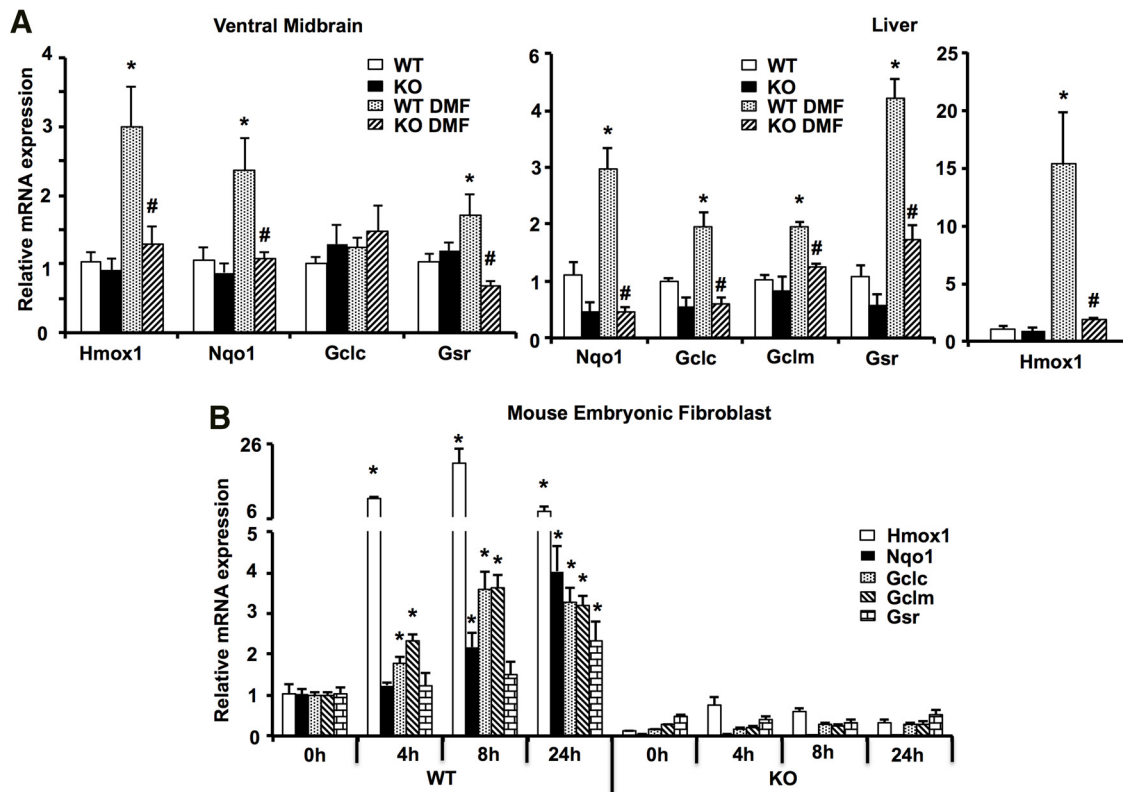 A
Ventral Midbrain
Liver
Relative mRNA expression
4
3
2
1
0
WT
KO
WT DMF
KO DMF
*
#
*
#
*
#
Hmox1
Nqo1
Gclc
Gsr
6
4
2
0
WT
KO
WT DMF
KO DMF
*
#
*
#
*
#
*
#
Nqo1
Gclc
Gclm
Gsr
25
20
15
10
5
0
*
#
Hmox1
B
Mouse Embryonic Fibroblast
Relative mRNA expression
26
6
5
4
3
2
1
0
*
*
*
*
*
*
*
*
*
*
*
*
Hmox1
Nqo1
Gclc
Gclm
Gsr
0h
4h
8h
24h
0h
4h
8h
24h
WT
KO